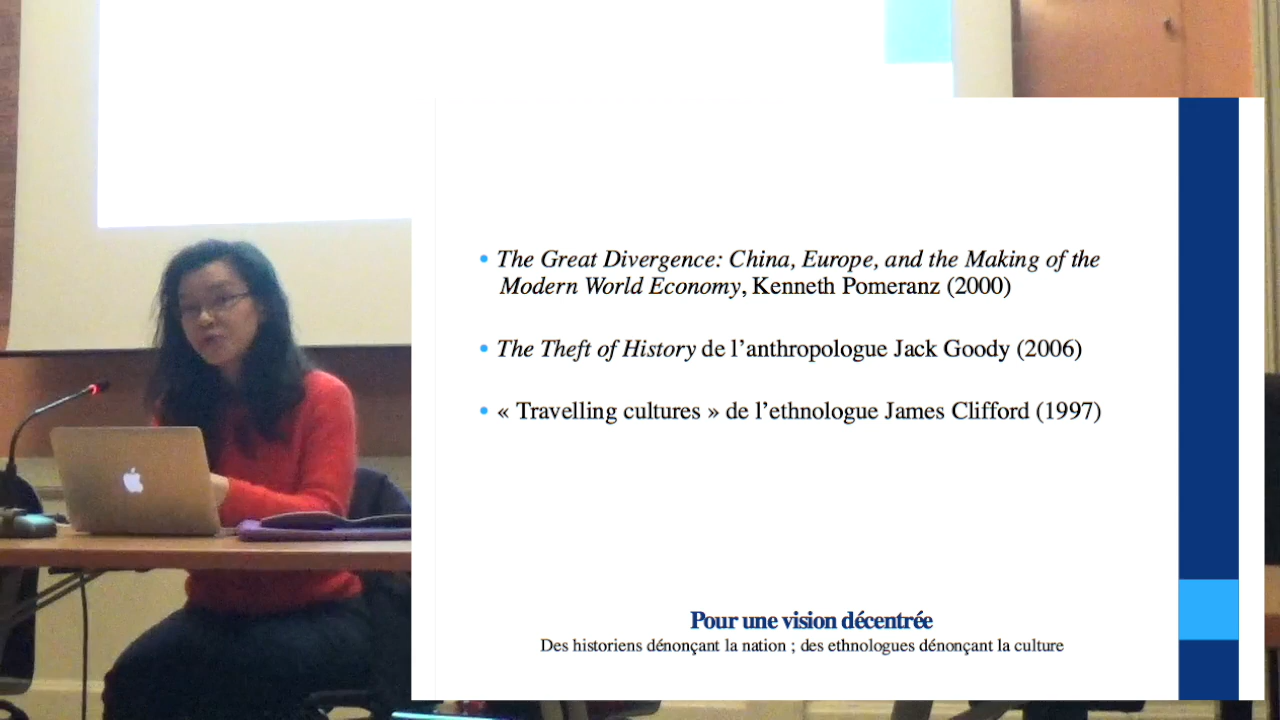 • The Great Divergence: China, Europe, and the Making of the
Modern World Economy, Kenneth Pomeranz (2000)
• The Theft of History de l’anthropologue Jack Goody (2006)
• « Travelling cultures » de l’ethnologue James Clifford (1997)
Pour une vision décentrée
Des historiens dénonçant la nation ; des ethnologues dénonçant la culture